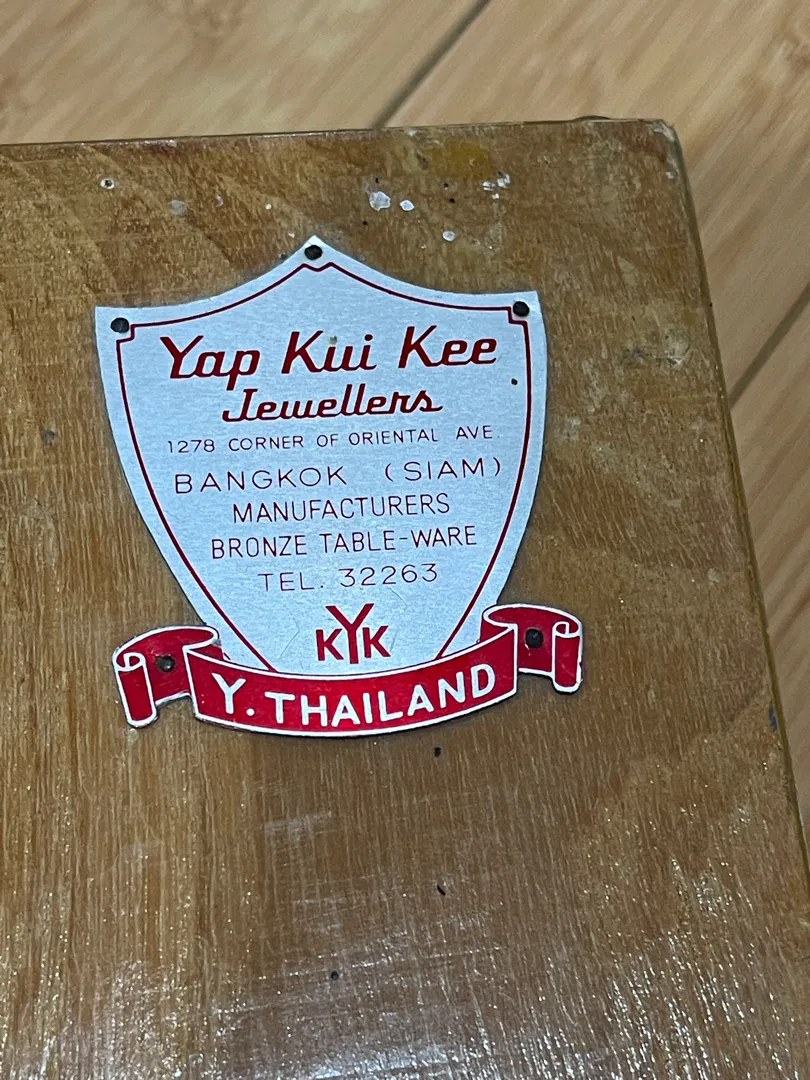 Yap Kui Kee
Jewellers
1278 CORNER OF ORIENTAL AVE.
BANGKOK (SIAM)
MANUFACTURERS
BRONZE TABLE-WARE
TEL. 32263
KYK
Y. THAILAND